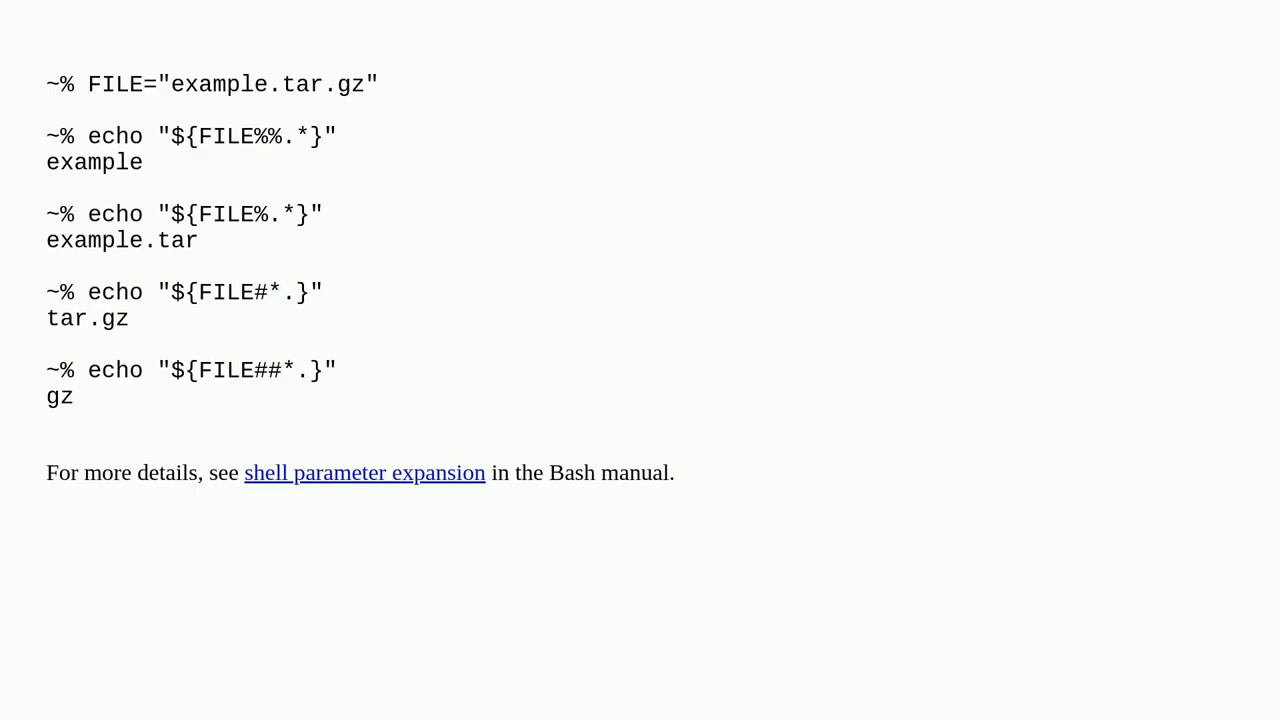 ~% FILE="example.tar.gz"
~% echo "${FILE%%.*}"
example
~% echo "${FILE%.*}"
example.tar
~% echo "${FILE#*.}"
tar.gz
~% echo "${FILE##*.}"
gz
For more details, see shell parameter expansion in the Bash manual.